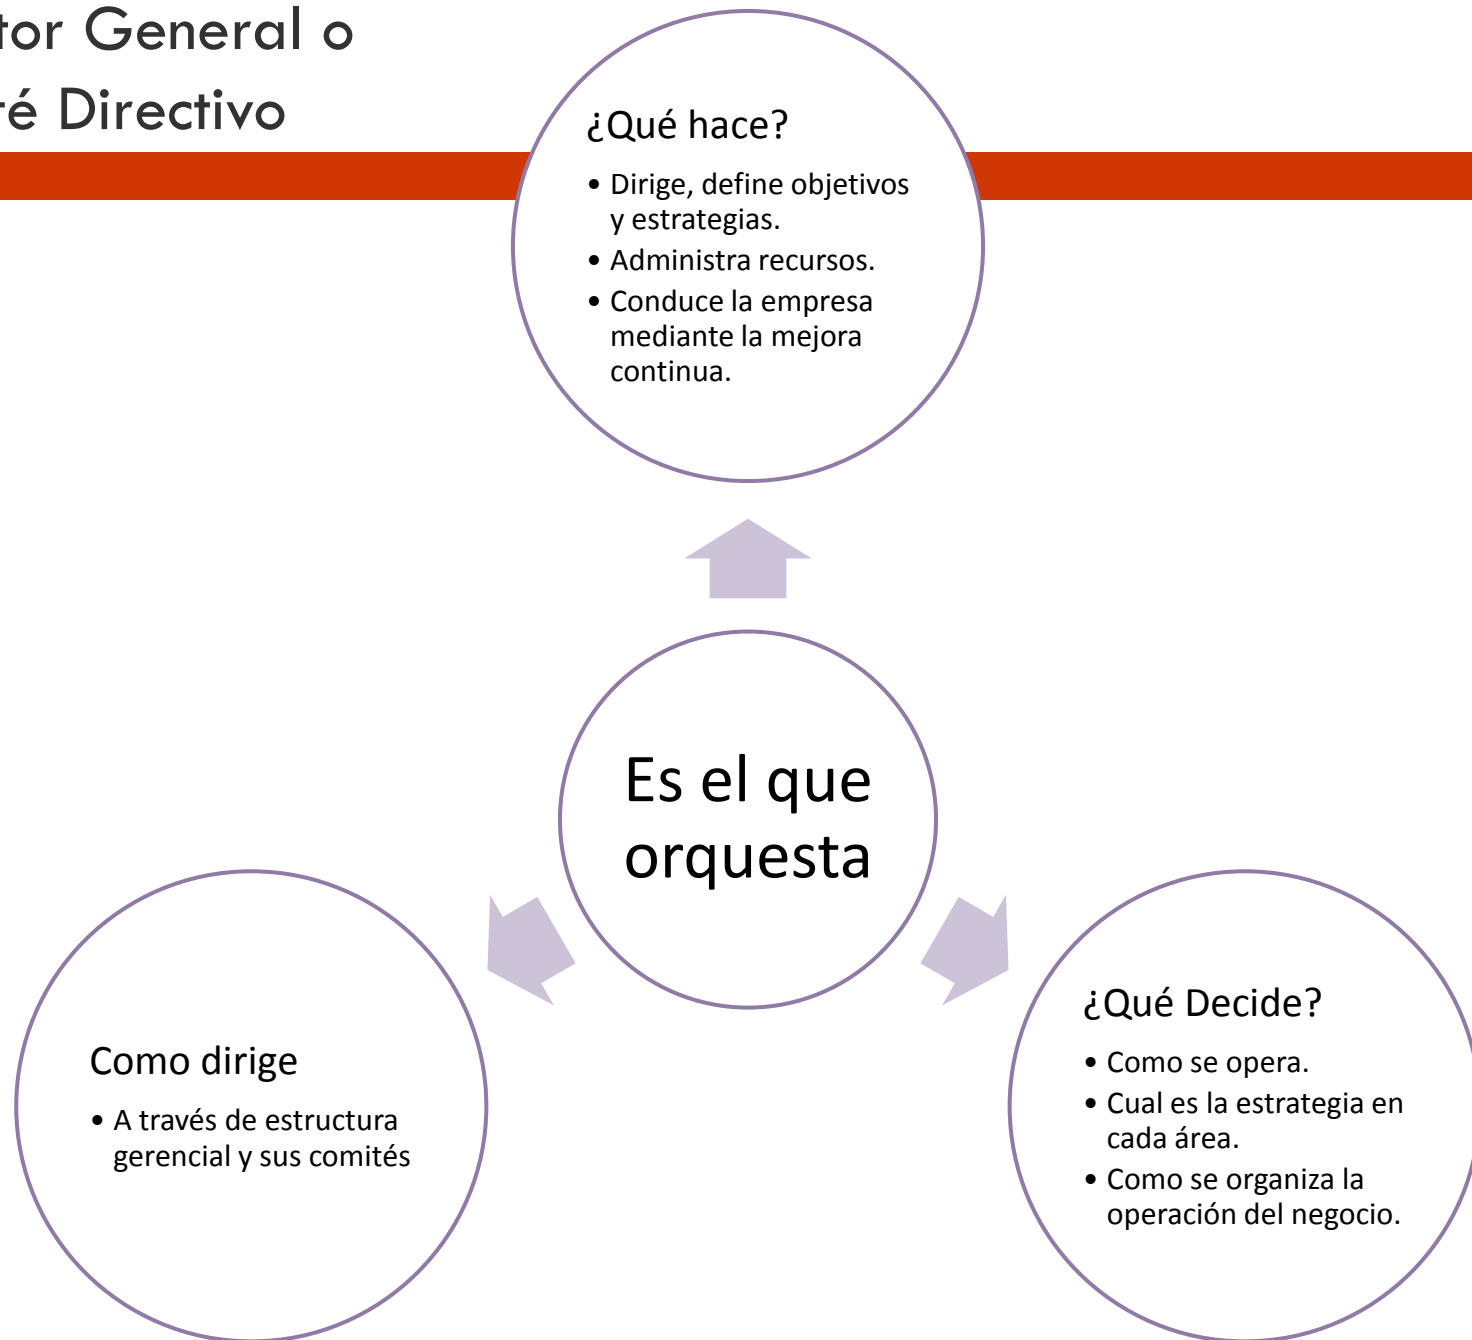 tor General o
té Directivo
¿Qué hace?
• Dirige, define objetivos
y estrategias.
• Administra recursos.
• Conduce la empresa
mediante la mejora
continua.
Es el que
orquesta
Como dirige
• A través de estructura
gerencial y sus comités
¿Qué Decide?
• Como se opera.
• Cual es la estrategia en
cada área.
• Como se organiza la
operación del negocio.